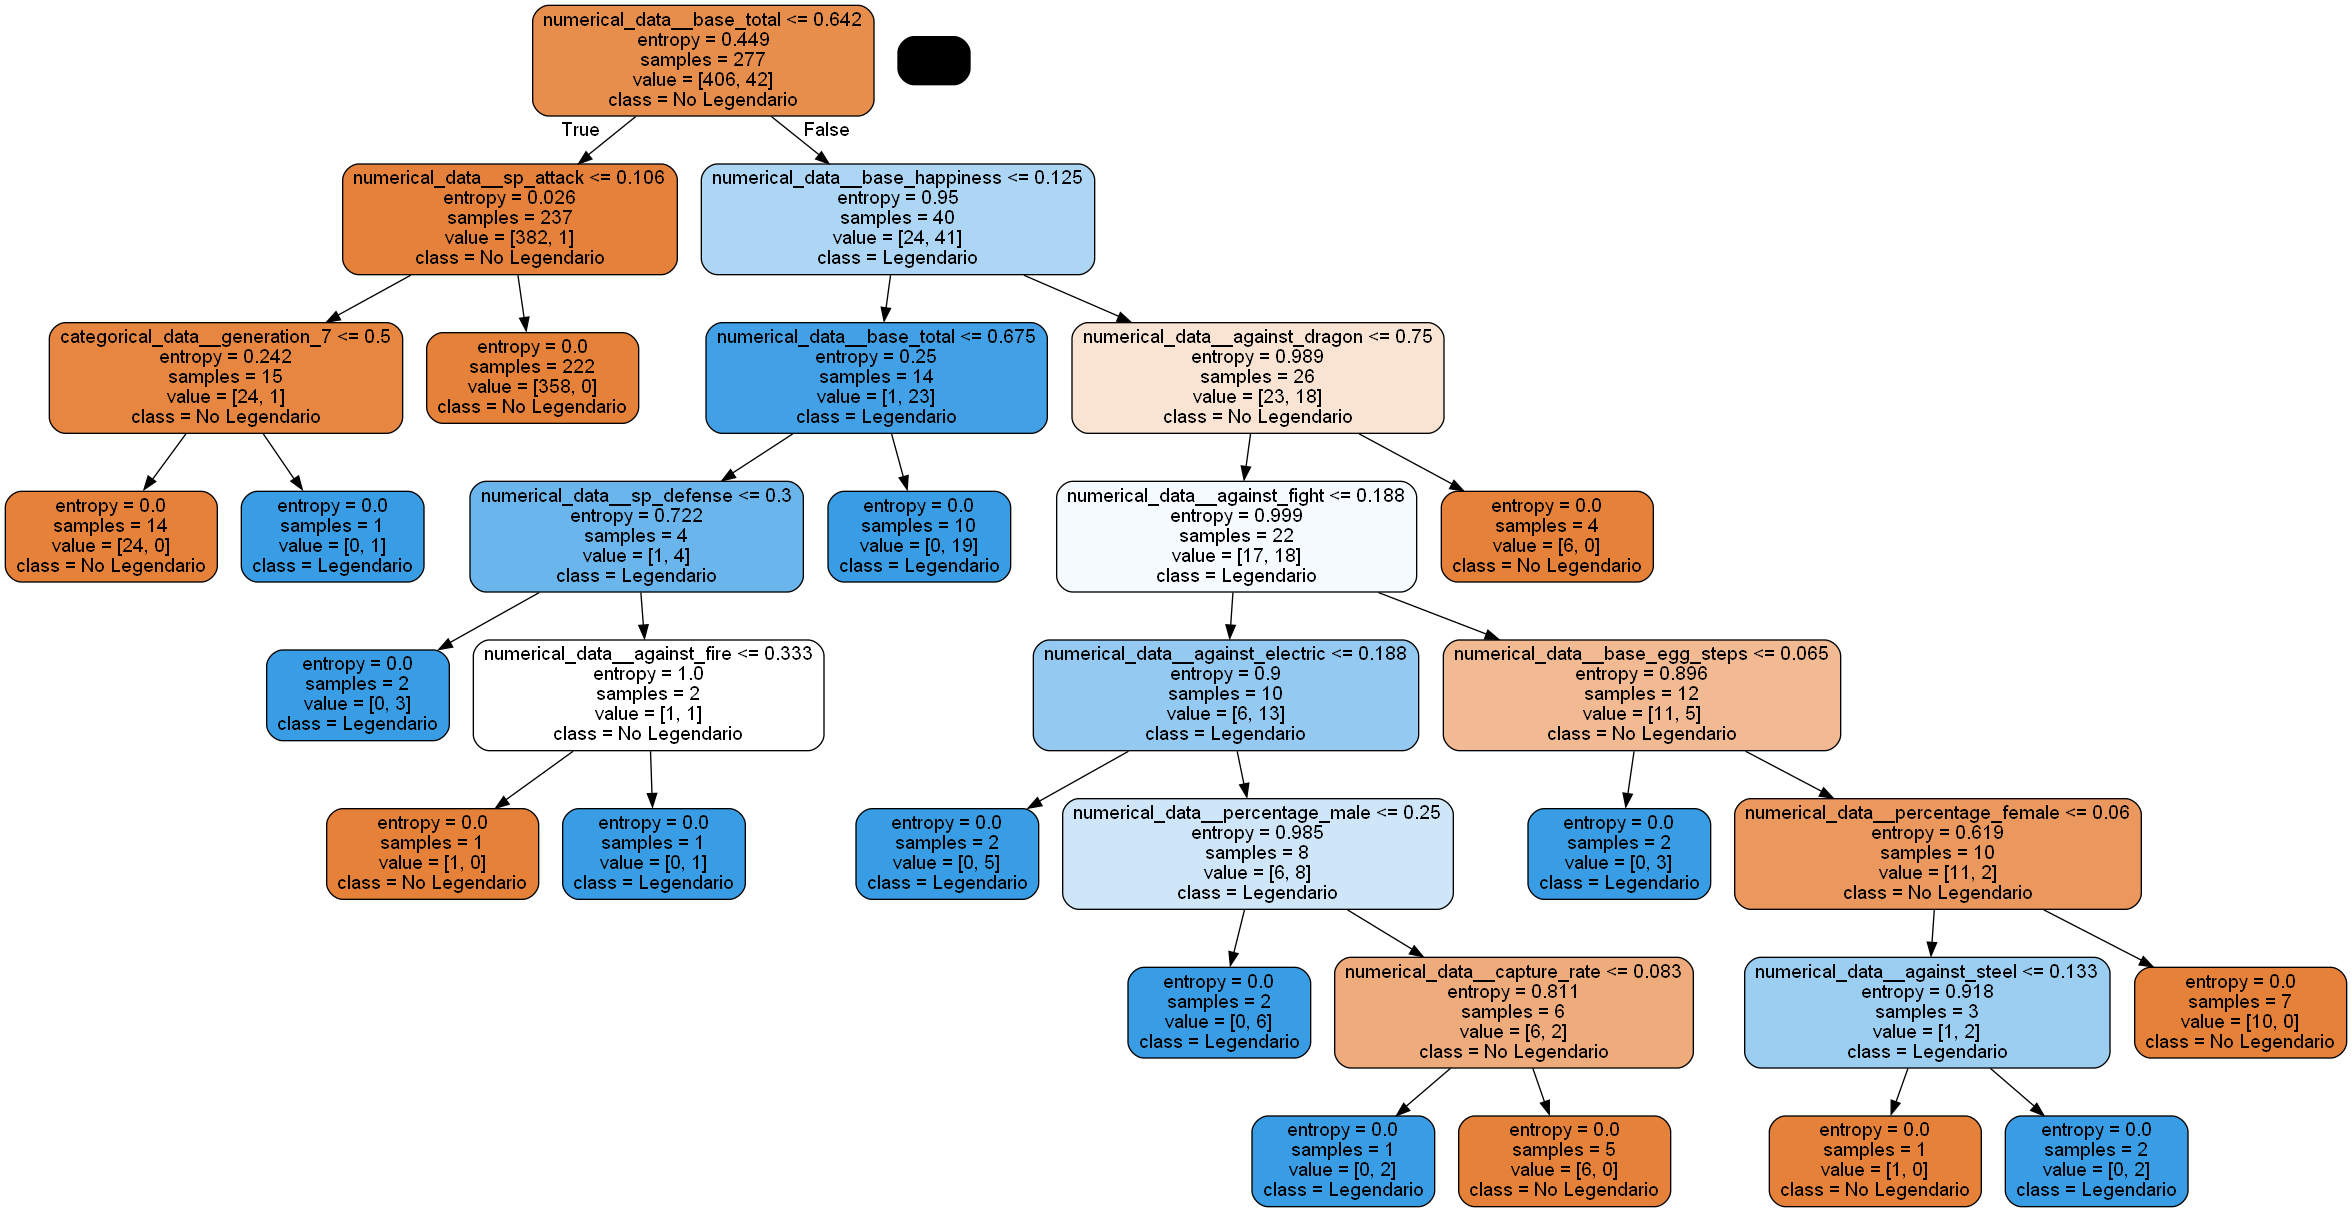 numerical_data__base_total <= 0.642
entropy = 0.449
samples = 277
value = [406, 42]
class = No Legendario
True
False
numerical_data__sp_attack <= 0.106
entropy = 0.026
samples = 237
value = [382, 1]
class = No Legendario
numerical_data__base_happiness <= 0.125
entropy = 0.95
samples = 40
value = [24, 41]
class = Legendario
categorical_data__generation_7 <= 0.5
entropy = 0.242
samples = 15
value = [24, 1]
class = No Legendario
entropy = 0.0
samples = 222
value = [358, 0]
class = No Legendario
numerical_data__base_total <= 0.675
entropy = 0.25
samples = 14
value = [1, 23]
class = Legendario
numerical_data__against_dragon <= 0.75
entropy = 0.989
samples = 26
value = [23, 18]
class = No Legendario
entropy = 0.0
samples = 14
value = [24, 0]
class = No Legendario
entropy = 0.0
samples = 1
value = [0, 1]
class = Legendario
numerical_data__sp_defense <= 0.3
entropy = 0.722
samples = 4
value = [1, 4]
class = Legendario
entropy = 0.0
samples = 10
value = [0, 19]
class = Legendario
numerical_data__against_fight <= 0.188
entropy = 0.999
samples = 22
value = [17, 18]
class = Legendario
entropy = 0.0
samples = 4
value = [6, 0]
class = No Legendario
entropy = 0.0
samples = 2
value = [0, 3]
class = Legendario
numerical_data__against_fire <= 0.333
entropy = 1.0
samples = 2
value = [1, 1]
class = No Legendario
numerical_data__against_electric <= 0.188
entropy = 0.9
samples = 10
value = [6, 13]
class = Legendario
numerical_data__base_egg_steps <= 0.065
entropy = 0.896
samples = 12
value = [11, 5]
class = No Legendario
entropy = 0.0
samples = 1
value = [1, 0]
class = No Legendario
entropy = 0.0
samples = 1
value = [0, 1]
class = Legendario
entropy = 0.0
samples = 2
value = [0, 5]
class = Legendario
numerical_data__percentage_male <= 0.25
entropy = 0.985
samples = 8
value = [6, 8]
class = Legendario
entropy = 0.0
samples = 2
value = [0, 3]
class = Legendario
numerical_data__percentage_female <= 0.06
entropy = 0.619
samples = 10
value = [11, 2]
class = No Legendario
entropy = 0.0
samples = 2
value = [0, 6]
class = Legendario
numerical_data__capture_rate <= 0.083
entropy = 0.811
samples = 6
value = [6, 2]
class = No Legendario
numerical_data__against_steel <= 0.133
entropy = 0.918
samples = 3
value = [1, 2]
class = Legendario
entropy = 0.0
samples = 7
value = [10, 0]
class = No Legendario
entropy = 0.0
samples = 1
value = [0, 2]
class = Legendario
entropy = 0.0
samples = 5
value = [6, 0]
class = No Legendario
entropy = 0.0
samples = 1
value = [1, 0]
class = No Legendario
entropy = 0.0
samples = 2
value = [0, 2]
class = Legendario